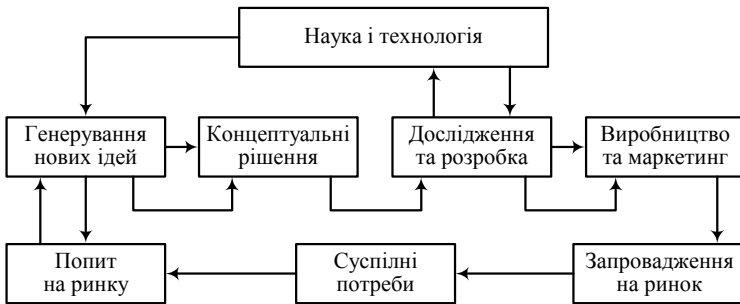 Наука і технологія
Генерування
нових ідей
Концептуальні
рішення
Дослідження
та розробка
Виробництво
та маркетинг
Попит
на ринку
Суспілні
потреби
Запровадження
на ринок